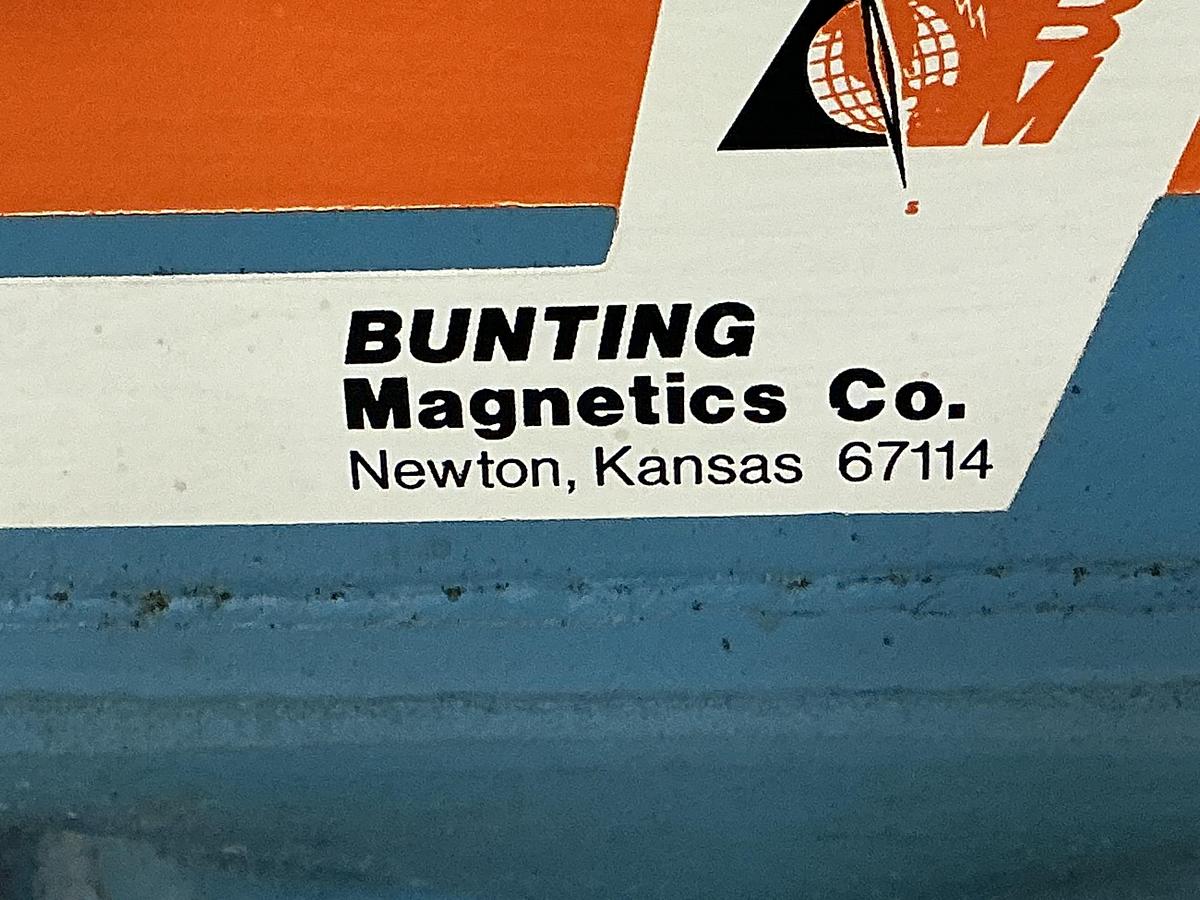 B
M
s
BUNTING
Magnetics Co.
Newton, Kansas 67114